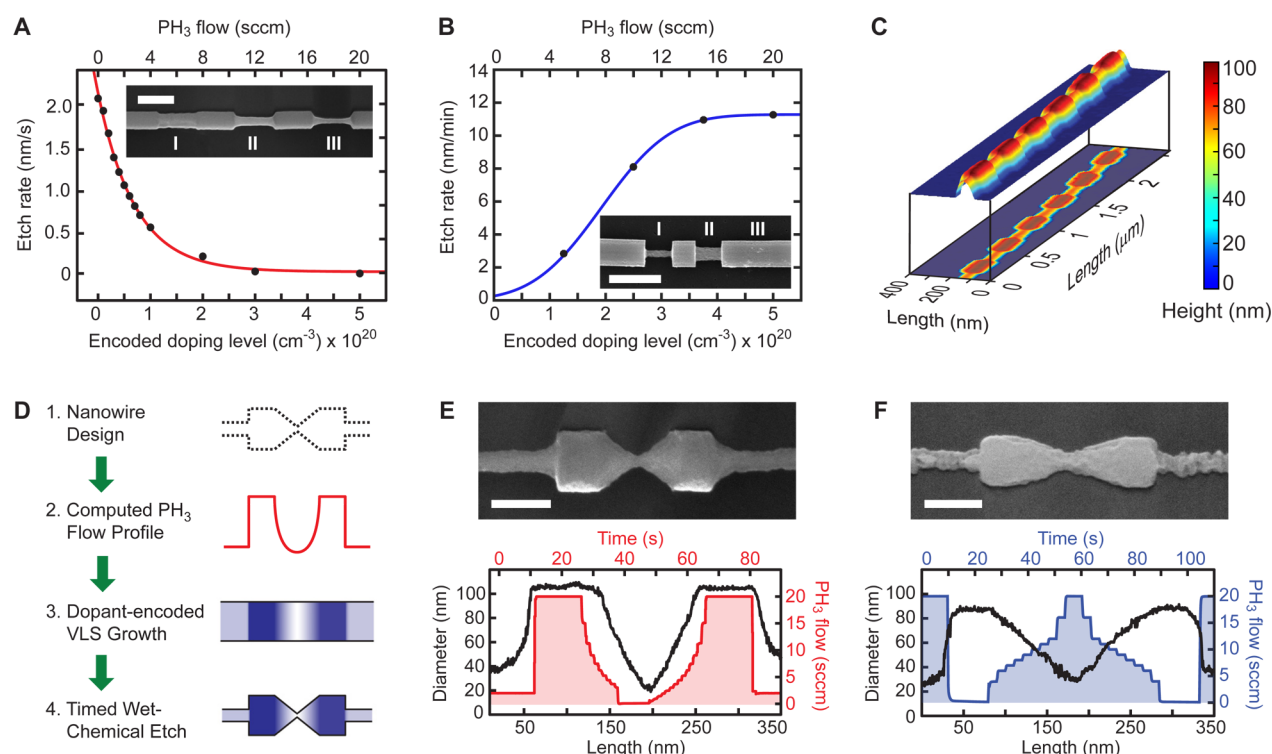 A
PH3 flow (sccm)
0 4 8 12 16 20
Etch rate (nm/s)
2.0
1.5
1.0
0.5
0
I II III
0 1 2 3 4 5
Encoded doping level (cm-3) x 10^20
B
PH3 flow (sccm)
0 4 8 12 16 20
Etch rate (nm/min)
14
12
10
8
6
4
2
0
I II III
0 1 2 3 4 5
Encoded doping level (cm-3) x 10^20
C
100
80
60
40
20
0
Height (nm)
400 200 0
Length (nm)
0 0.5 1 1.5 2
Length (μm)
D
1. Nanowire
Design
2. Computed PH3
Flow Profile
3. Dopant-encoded
VLS Growth
4. Timed Wet-
Chemical Etch
E
Time (s)
0 20 40 60 80
Diameter (nm)
100
80
60
40
20
0
PH3 flow (sccm)
20
15
10
5
0
50 150 250 350
Length (nm)
F
Time (s)
0 20 40 60 80 100
Diameter (nm)
100
80
60
40
20
0
PH3 flow (sccm)
20
15
10
5
0
50 150 250 350
Length (nm)